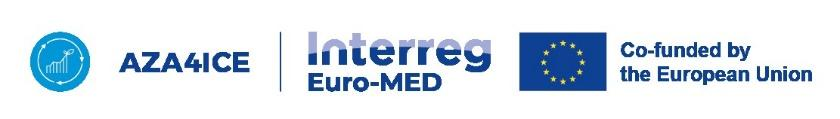 AZA4ICE
Interreg
Euro-MED
Co-funded by
the European Union